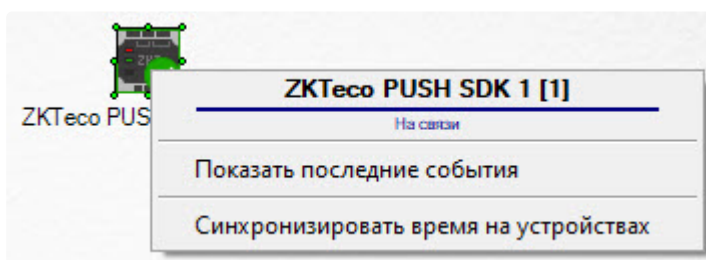 ZKTeco PUSH SDK 1 [1]
ZKTeco PUS
На связи
Показать последние события
Синхронизировать время на устройствах